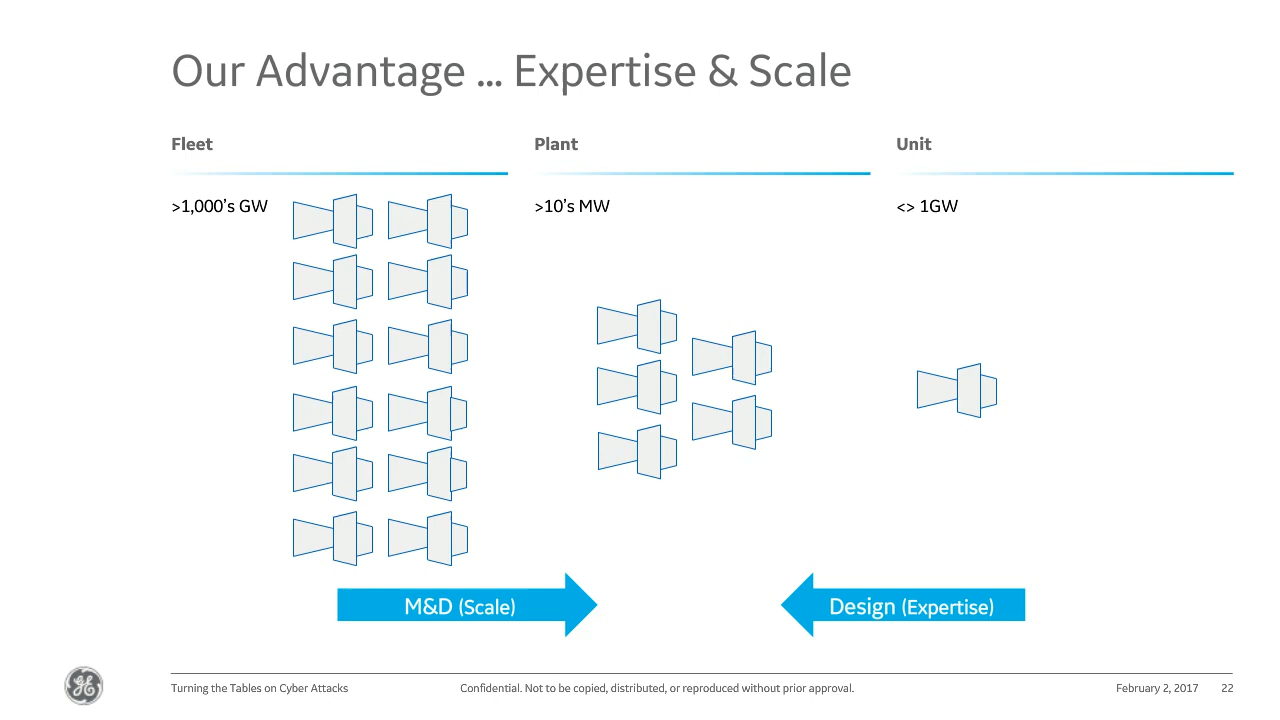 Our Advantage ... Expertise & Scale
Fleet
Plant
Unit
>1,000's GW
>10's MW
<> 1GW
M&D (Scale)
Design (Expertise)
Turning the Tables on Cyber Attacks
Confidential. Not to be copied, distributed, or reproduced without prior approval.
February 2, 2017
22